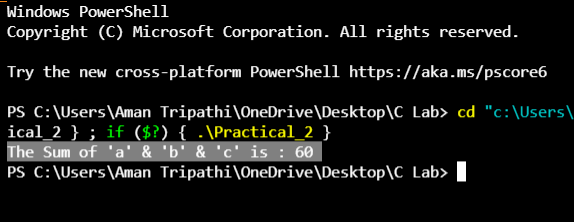 Windows PowerShell
Copyright (C) Microsoft Corporation. All rights reserved.
Try the new cross-platform PowerShell https://aka.ms/pscore6
PS C:\Users\Aman Tripathi\OneDrive\Desktop\C Lab> cd "c:\Users\
ical_2 } ; if ($?) { .\Practical_2 }
The Sum of 'a' & 'b' & 'c' is : 60
PS C:\Users\Aman Tripathi\OneDrive\Desktop\C Lab>